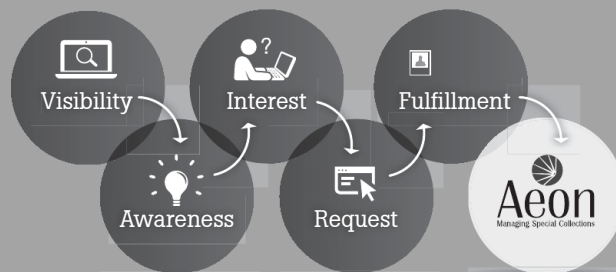 Visibility
Awareness
Interest
?
Request
Fulfillment
Aeon
Managing Special Collections